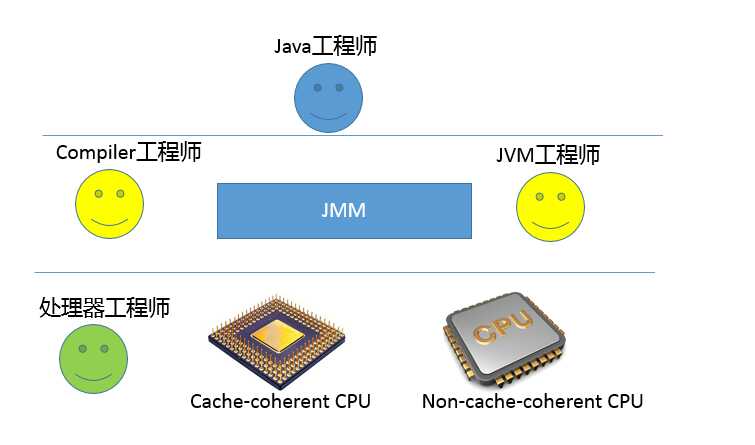 Java工程师
Compiler工程师
JVM工程师
JMM
处理器工程师
CPU
Cache-coherent CPU
Non-cache-coherent CPU